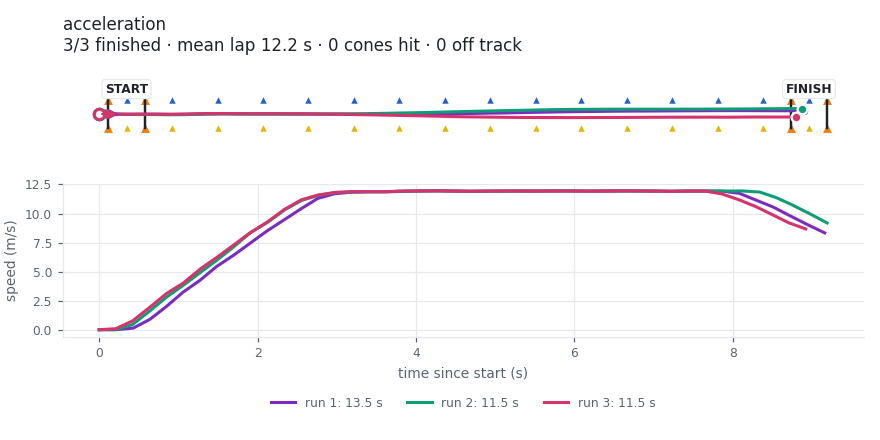 acceleration
3/3 finished · mean lap 12.2 s · 0 cones hit · 0 off track
START
FINISH
12.5
10.0
7.5
5.0
2.5
0.0
speed (m/s)
0
2
4
6
8
time since start (s)
run 1: 13.5 s
run 2: 11.5 s
run 3: 11.5 s